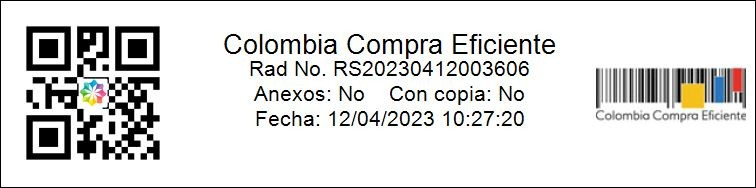 Colombia Compra Eficiente
Rad No. RS20230412003606
Anexos: No    Con copia: No
Fecha: 12/04/2023 10:27:20
Colombia Compra Eficiente